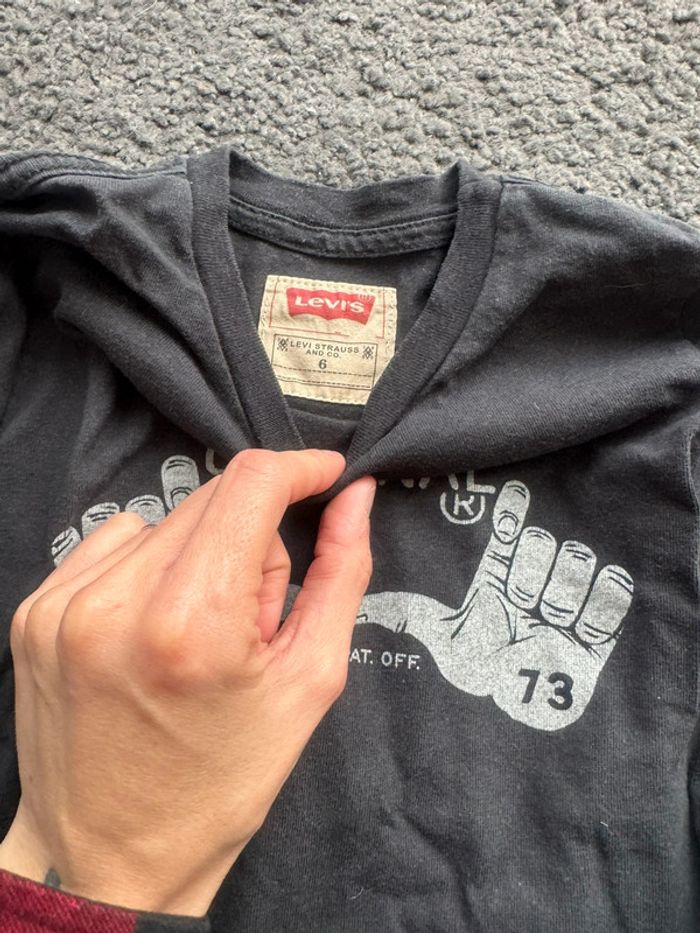 LEVI'S
LEVI STRAUSS
AND CO.
6
®
AT. OFF.
73